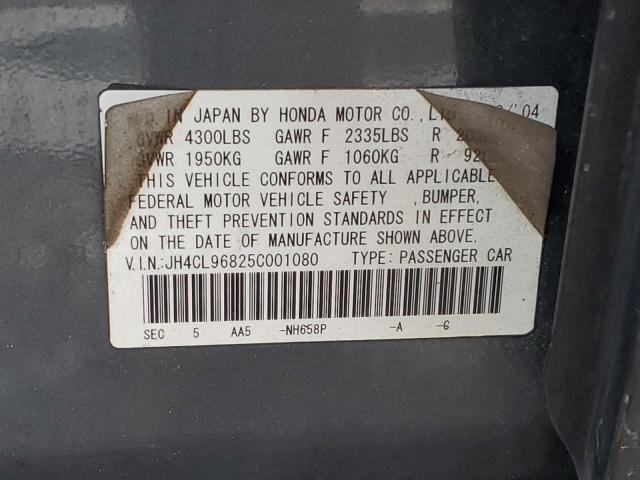 IN JAPAN BY HONDA MOTOR CO., '04
GVWR 4300LBS GAWR F 2335LBS R
GVWR 1950KG GAWR F 1060KG R
THIS VEHICLE CONFORMS TO ALL APPLICABLE
FEDERAL MOTOR VEHICLE SAFETY , BUMPER,
AND THEFT PREVENTION STANDARDS IN EFFECT
ON THE DATE OF MANUFACTURE SHOWN ABOVE.
V.I.N.:JH4CL96825C001080 TYPE: PASSENGER CAR
SEC 5 AA5 -NH658P -A -C